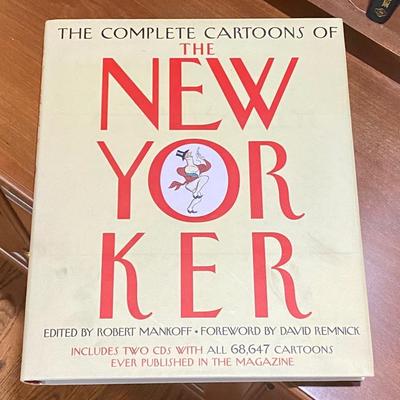 THE COMPLETE CARTOONS OF
THE
NEW
YOR
KER
EDITED BY ROBERT MANKOFF • FOREWORD BY DAVID REMNICK
INCLUDES TWO CDS WITH ALL 68,647 CARTOONS
EVER PUBLISHED IN THE MAGAZINE